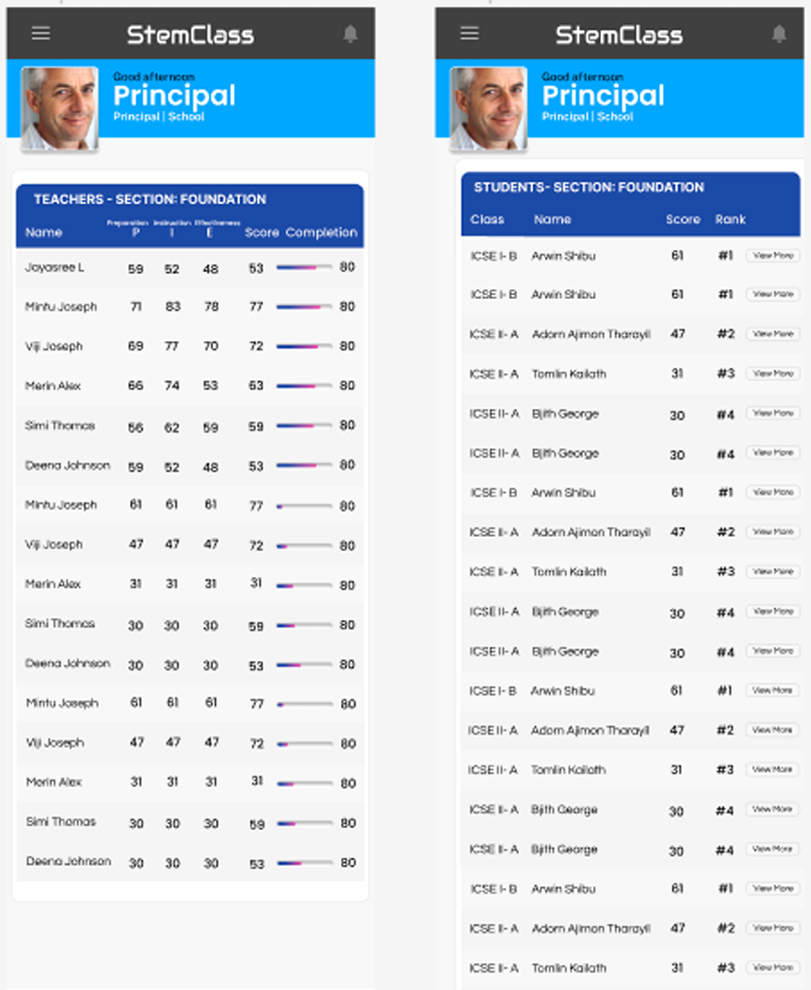 StemClass
Good afternoon
Principal
Principal | School
TEACHERS - SECTION: FOUNDATION
Preparation Instruction Effectiveness
Name P I E Score Completion
Jayasree L 59 52 48 53 80
Mintu Joseph 71 83 78 77 80
Viji Joseph 69 77 70 72 80
Merin Alex 66 74 53 63 80
Simi Thomas 56 62 59 59 80
Deena Johnson 59 52 48 53 80
Mintu Joseph 61 61 61 77 80
Viji Joseph 47 47 47 72 80
Merin Alex 31 31 31 31 80
Simi Thomas 30 30 30 59 80
Deena Johnson 30 30 30 53 80
Mintu Joseph 61 61 61 77 80
Viji Joseph 47 47 47 72 80
Merin Alex 31 31 31 31 80
Simi Thomas 30 30 30 59 80
Deena Johnson 30 30 30 53 80
StemClass
Good afternoon
Principal
Principal | School
STUDENTS- SECTION: FOUNDATION
Class Name Score Rank
ICSE I- B Arwin Shibu 61 #1 View More
ICSE I- B Arwin Shibu 61 #1 View More
ICSE II- A Adorn Ajimon Tharayil 47 #2 View More
ICSE II- A Tomlin Kailath 31 #3 View More
ICSE II- A Bjith George 30 #4 View More
ICSE II- A Bjith George 30 #4 View More
ICSE I- B Arwin Shibu 61 #1 View More
ICSE II- A Adorn Ajimon Tharayil 47 #2 View More
ICSE II- A Tomlin Kailath 31 #3 View More
ICSE II- A Bjith George 30 #4 View More
ICSE II- A Bjith George 30 #4 View More
ICSE I- B Arwin Shibu 61 #1 View More
ICSE II- A Adorn Ajimon Tharayil 47 #2 View More
ICSE II- A Tomlin Kailath 31 #3 View More
ICSE II- A Bjith George 30 #4 View More
ICSE II- A Bjith George 30 #4 View More
ICSE I- B Arwin Shibu 61 #1 View More
ICSE II- A Adorn Ajimon Tharayil 47 #2 View More
ICSE II- A Tomlin Kailath 31 #3 View More